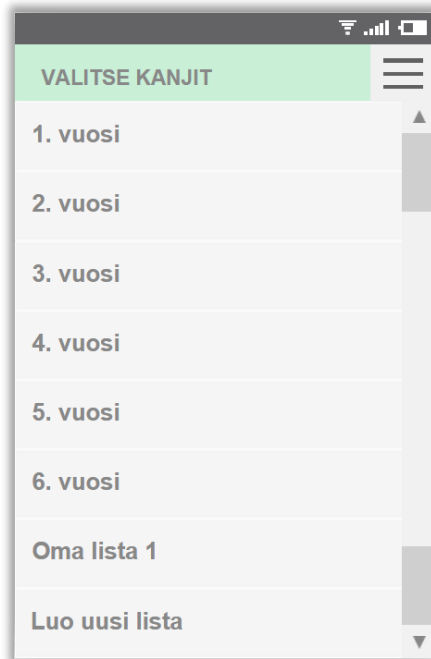 VALITSE KANJIT
1. vuosi
2. vuosi
3. vuosi
4. vuosi
5. vuosi
6. vuosi
Oma lista 1
Luo uusi lista